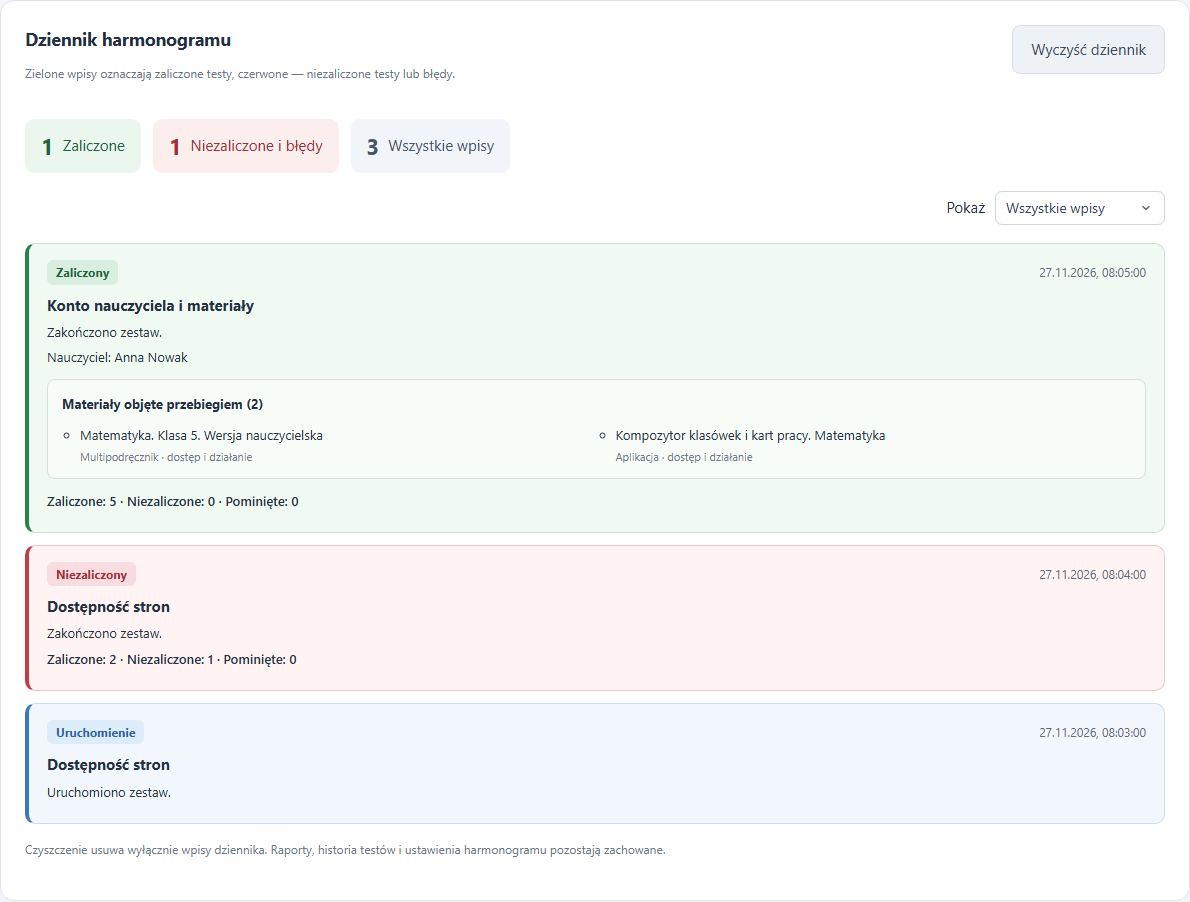 Dziennik harmonogramu
Wyczyść dziennik
Zielone wpisy oznaczają zaliczone testy, czerwone — niezaliczone testy lub błędy.
1 Zaliczone
1 Niezaliczone i błędy
3 Wszystkie wpisy
Pokaż
Wszystkie wpisy
Zaliczony
27.11.2026, 08:05:00
Konto nauczyciela i materiały
Zakończono zestaw.
Nauczyciel: Anna Nowak
Materiały objęte przebiegiem (2)
Matematyka. Klasa 5. Wersja nauczycielska
Multipodręcznik · dostęp i działanie
Kompozytor klasówek i kart pracy. Matematyka
Aplikacja · dostęp i działanie
Zaliczone: 5 · Niezaliczone: 0 · Pominięte: 0
Niezaliczony
27.11.2026, 08:04:00
Dostępność stron
Zakończono zestaw.
Zaliczone: 2 · Niezaliczone: 1 · Pominięte: 0
Uruchomienie
27.11.2026, 08:03:00
Dostępność stron
Uruchomiono zestaw.
Czyszczenie usuwa wyłącznie wpisy dziennika. Raporty, historia testów i ustawienia harmonogramu pozostają zachowane.